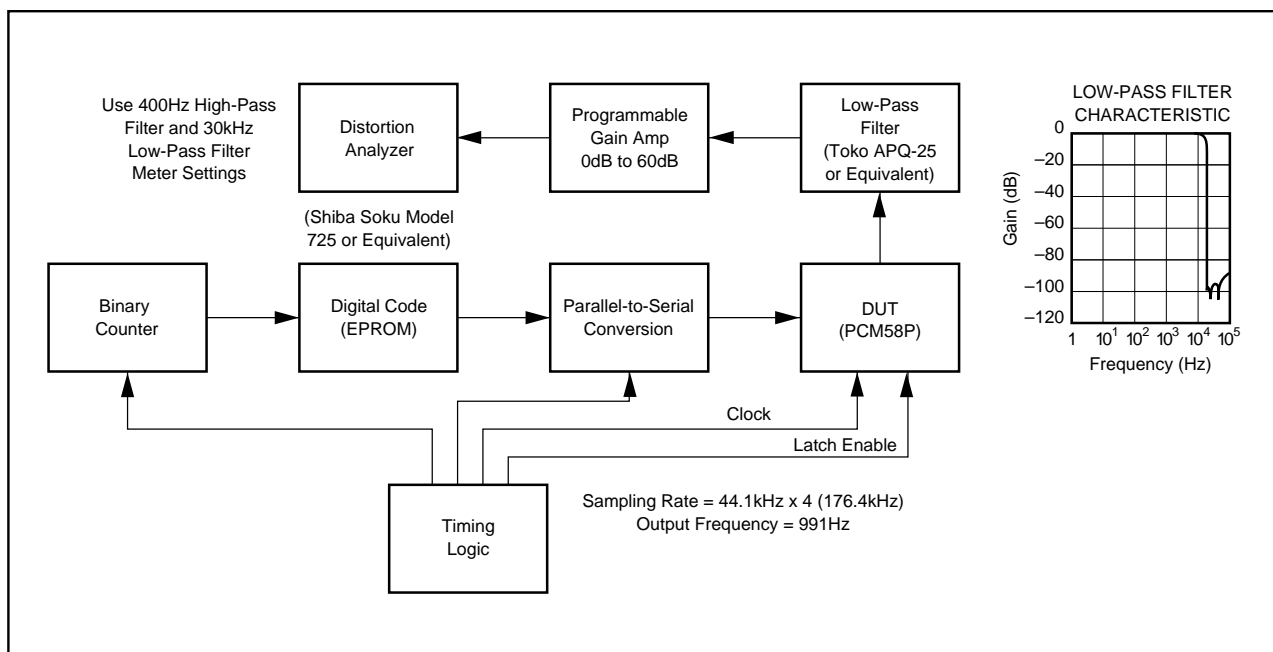 Use 400Hz High-Pass
Filter and 30kHz
Low-Pass Filter
Meter Settings
Distortion
Analyzer
Programmable
Gain Amp
0dB to 60dB
Low-Pass
Filter
(Toko APQ-25
or Equivalent)
LOW-PASS FILTER
CHARACTERISTIC
0
–20
–40
–60
–80
–100
–120
Gain (dB)
1 10¹ 10² 10³ 10⁴ 10⁵
Frequency (Hz)
(Shiba Soku Model
725 or Equivalent)
Binary
Counter
Digital Code
(EPROM)
Parallel-to-Serial
Conversion
DUT
(PCM58P)
Clock
Latch Enable
Timing
Logic
Sampling Rate = 44.1kHz x 4 (176.4kHz)
Output Frequency = 991Hz